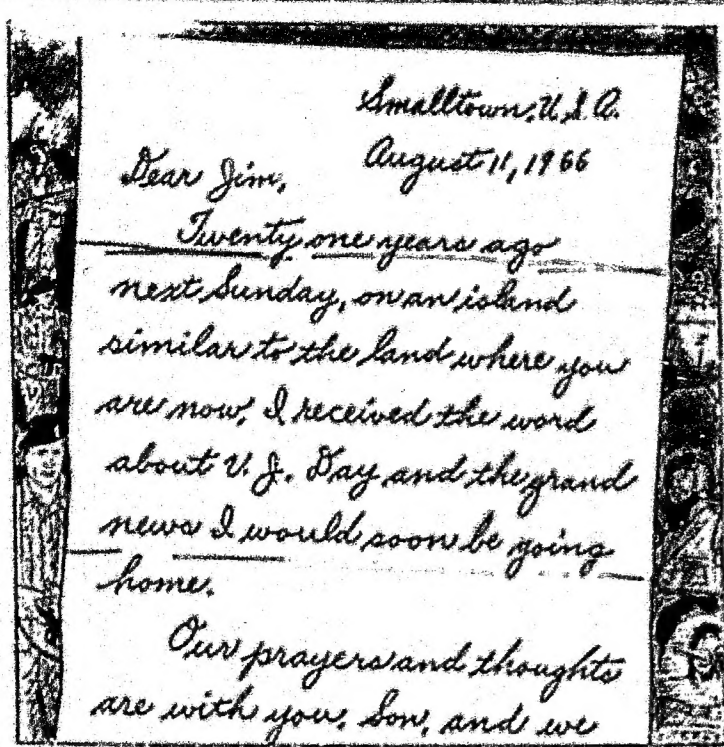 Smalltown, U.S.A.
August 11, 1966
Dear Jim,
Twenty one years ago
next Sunday, on an island
similar to the land where you
are now, I received the word
about V. J. Day and the grand
news I would soon be going
home.
Our prayers and thoughts
are with you, Son, and we